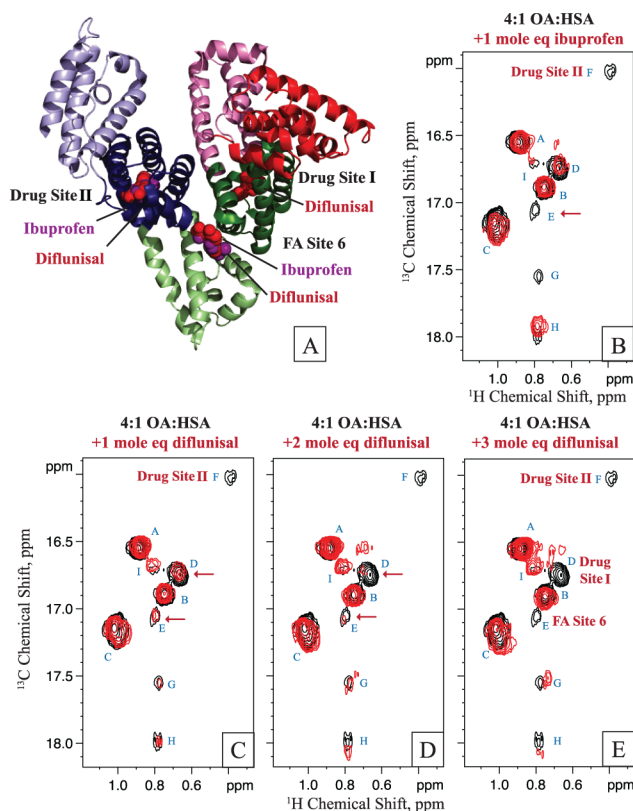 4:1 OA:HSA
+1 mole eq ibuprofen
ppm
Drug Site II F
16.5
A
I
D
B
17.0
E
C
17.5
G
18.0
H
B
1.0 0.8 0.6 ppm
¹H Chemical Shift, ppm
¹³C Chemical Shift, ppm
Drug Site II
Ibuprofen
Diflunisal
Drug Site I
Diflunisal
FA Site 6
Ibuprofen
Diflunisal
A
4:1 OA:HSA
+1 mole eq diflunisal
ppm
Drug Site II F
A
16.5
I
D
B
17.0
E
C
17.5
G
18.0
H
C
1.0 0.8 0.6 ppm
¹³C Chemical Shift, ppm
4:1 OA:HSA
+2 mole eq diflunisal
F
A
I
D
B
E
C
G
H
D
1.0 0.8 0.6 ppm
¹H Chemical Shift, ppm
4:1 OA:HSA
+3 mole eq diflunisal
Drug Site II F
A
I
D
Drug
Site I
B
E
FA Site 6
C
G
H
E
1.0 0.8 0.6 ppm